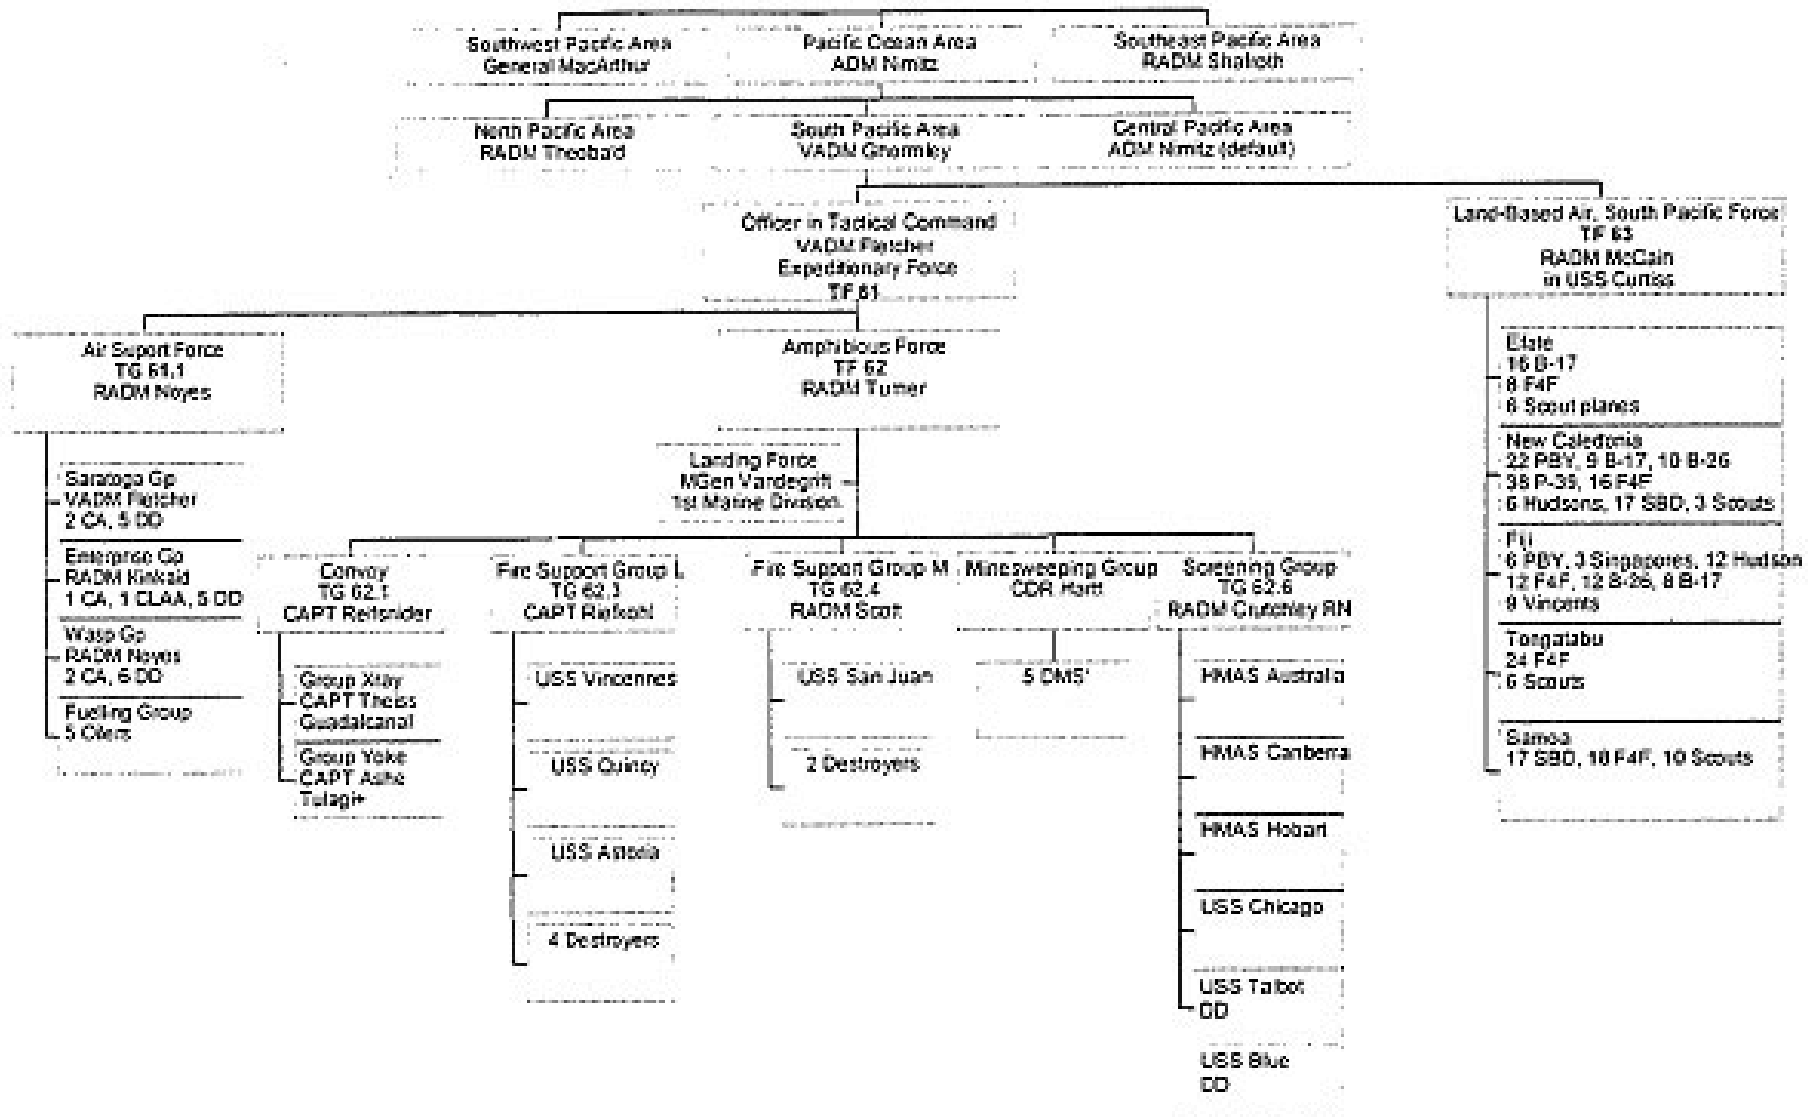 Southwest Pacific Area
General MacArthur
Pacific Ocean Area
ADM Nimitz
Southeast Pacific Area
RADM Shalroth
North Pacific Area
RADM Theobald
South Pacific Area
VADM Ghormley
Central Pacific Area
ADM Nimitz (default)
Officer in Tactical Command
VADM Fletcher
Expeditionary Force
TF 61
Land-Based Air, South Pacific Force
TF 63
RADM McCain
in USS Curtiss
Air Suport Force
TG 61.1
RADM Noyes
Amphibious Force
TF 62
RADM Turner
Landing Force
MGen Vandegrift
1st Marine Division
Saratoga Gp
VADM Fletcher
2 CA, 5 DD
Enterprise Gp
RADM Kinkaid
1 CA, 1 CLAA, 5 DD
Wasp Gp
RADM Noyes
2 CA, 6 DD
Fueling Group
5 Oilers
Convoy
TG 62.1
CAPT Reifsnider
Group Xray
CAPT Theiss
Guadalcanal
Group Yoke
CAPT Ashe
Tulagi+
Fire Support Group L
TG 62.3
CAPT Riefkohl
USS Vincennes
USS Quincy
USS Astoria
4 Destroyers
Fire Support Group M
TG 62.4
RADM Scott
USS San Juan
2 Destroyers
Minesweeping Group
CDR Hartt
5 DMS'
Screening Group
TG 62.6
RADM Crutchley RN
HMAS Australia
HMAS Canberra
HMAS Hobart
USS Chicago
USS Talbot
DD
USS Blue
DD
Efate
16 B-17
8 F4F
6 Scout planes
New Caledonia
22 PBY, 9 B-17, 10 B-26
38 P-39, 16 F4F
6 Hudsons, 17 SBD, 3 Scouts
Fiji
6 PBY, 3 Singapores, 12 Hudson
12 F4F, 12 B-26, 8 B-17
9 Vincents
Tongatabu
24 F4F
6 Scouts
Samoa
17 SBD, 18 F4F, 10 Scouts